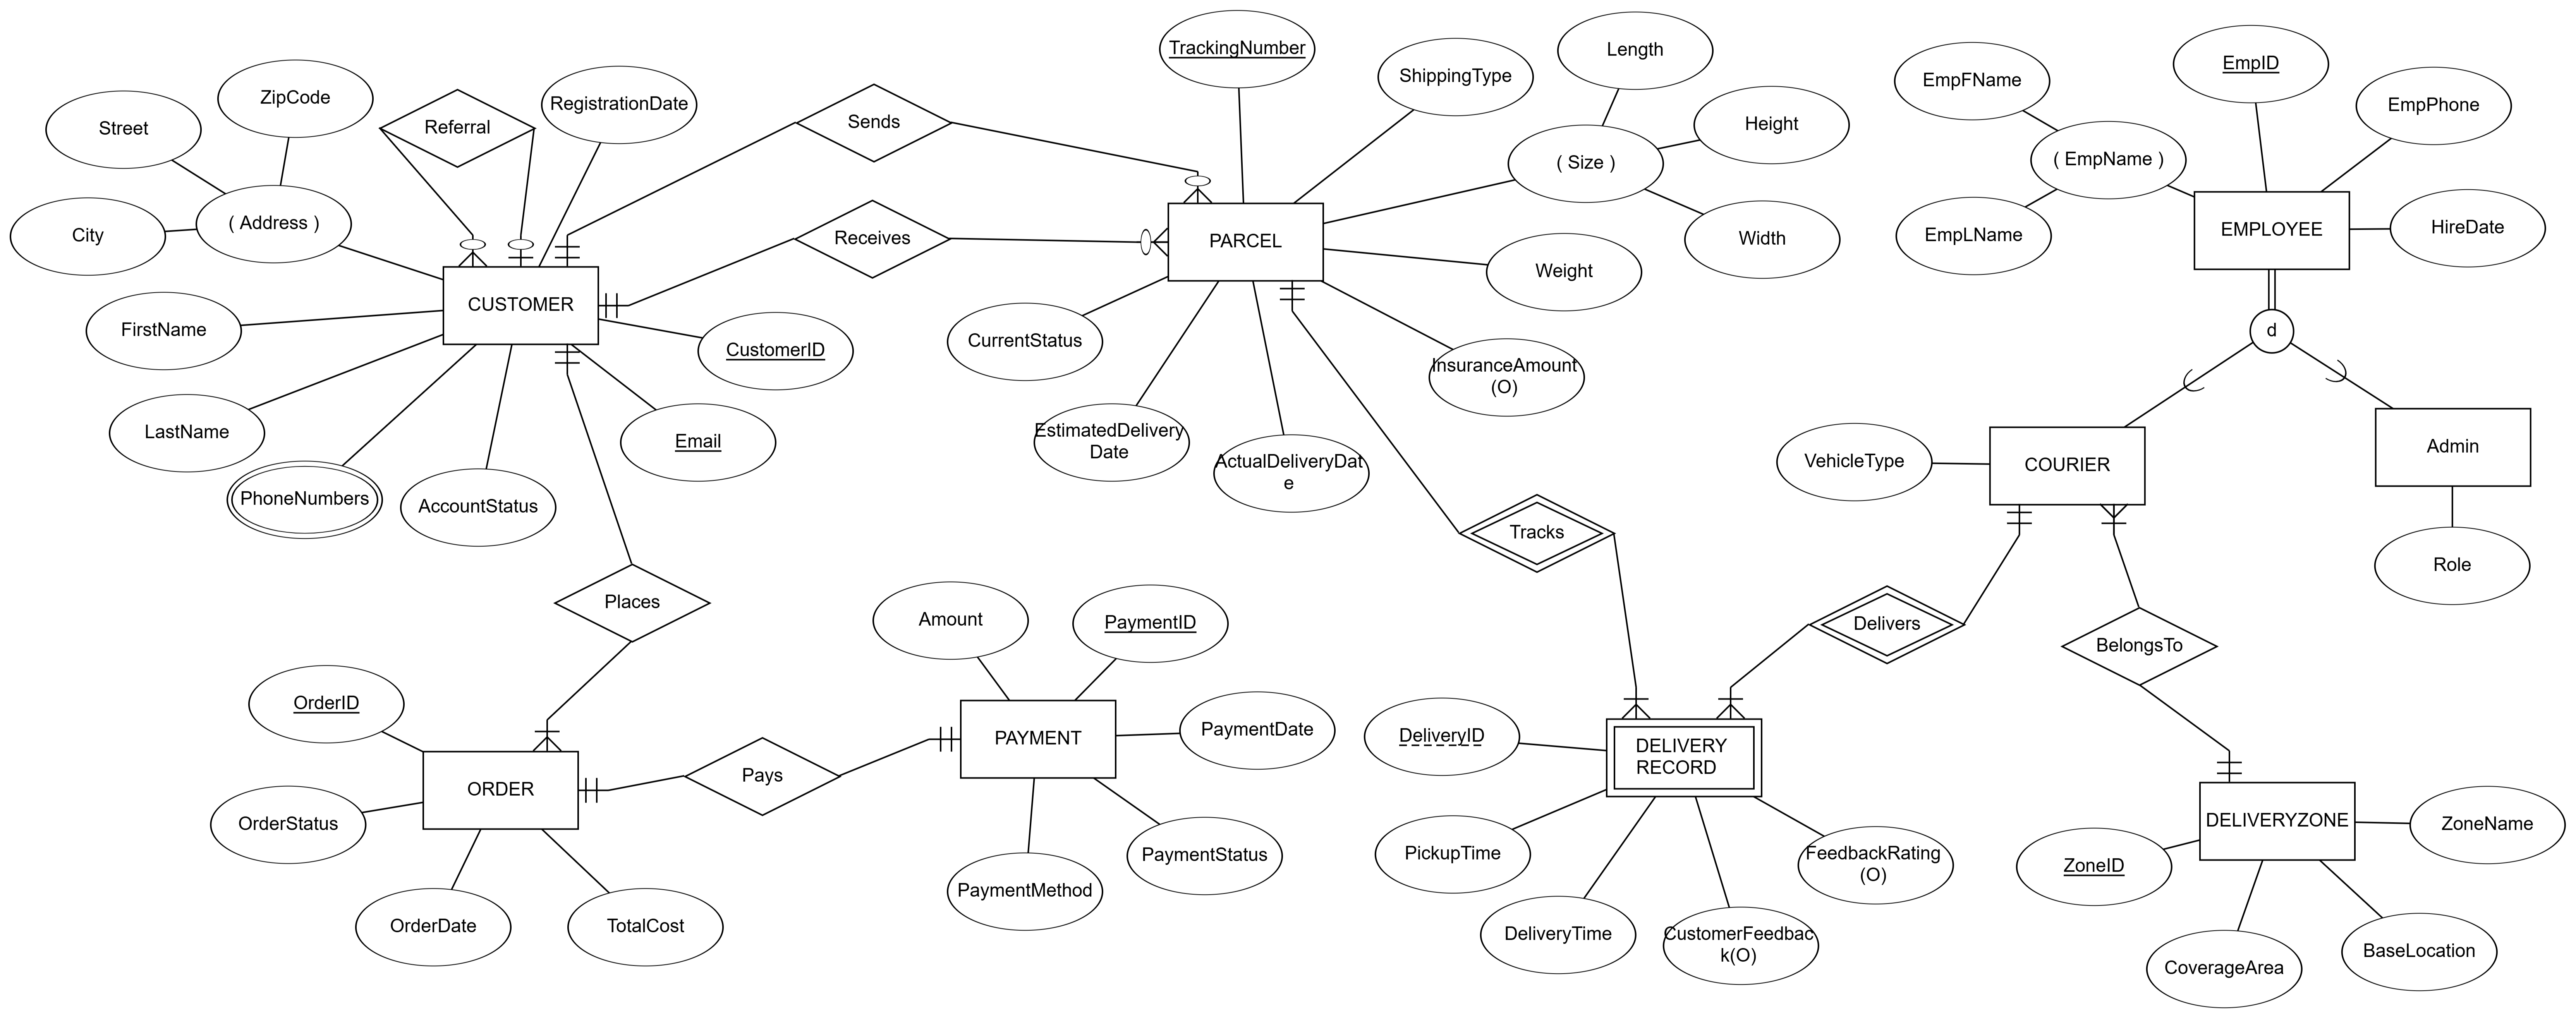 TrackingNumber
Length
ShippingType
EmpID
EmpFName
EmpPhone
ZipCode
RegistrationDate
Street
Referral
Sends
Height
( Size )
( EmpName )
City
( Address )
Receives
PARCEL
Width
EmpLName
EMPLOYEE
HireDate
Weight
CUSTOMER
FirstName
CurrentStatus
CustomerID
InsuranceAmount
(O)
d
LastName
Email
EstimatedDelivery
Date
ActualDeliveryDat
e
VehicleType
COURIER
Admin
PhoneNumbers
AccountStatus
Tracks
Role
Places
Amount
PaymentID
Delivers
BelongsTo
OrderID
PAYMENT
PaymentDate
DeliveryID
DELIVERY
RECORD
ORDER
Pays
OrderStatus
DELIVERYZONE
ZoneName
PaymentMethod
PaymentStatus
PickupTime
FeedbackRating
(O)
ZoneID
OrderDate
TotalCost
DeliveryTime
CustomerFeedbac
k(O)
CoverageArea
BaseLocation